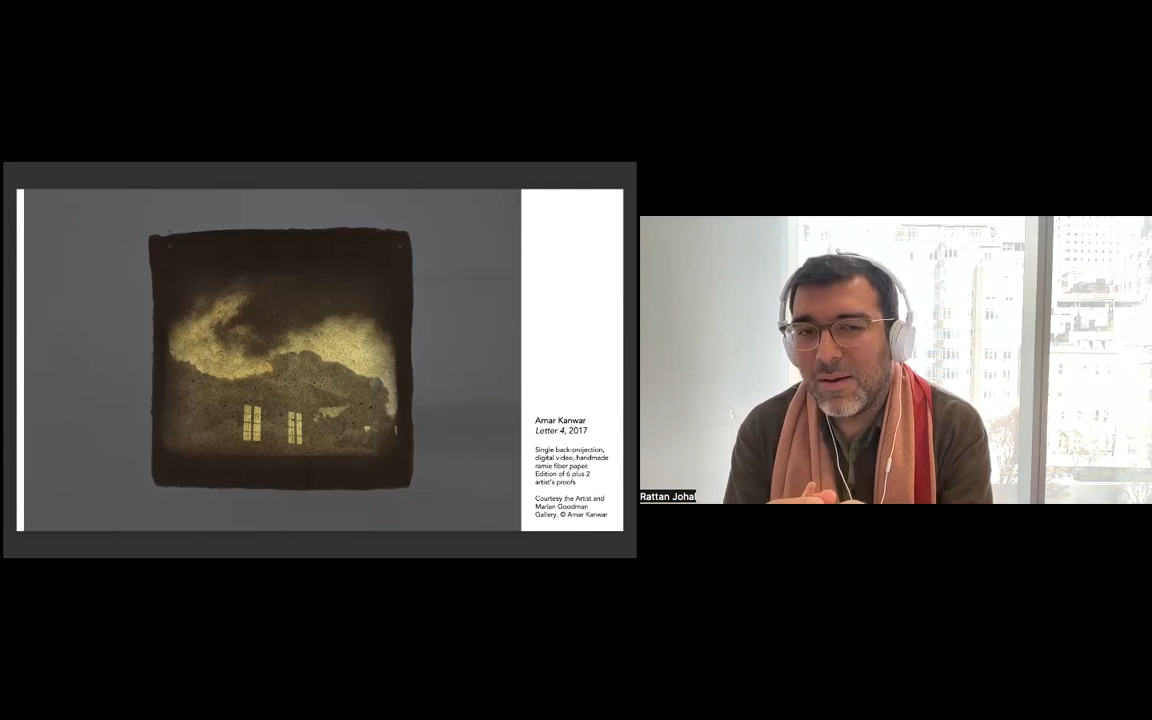 Amar Kanwar
Letter 4, 2017
Single back-projection,
digital video, handmade
ramie fiber paper.
Edition of 6 plus 2
artist's proofs
Courtesy the Artist and
Marian Goodman
Gallery. © Amar Kanwar
Rattan Johal